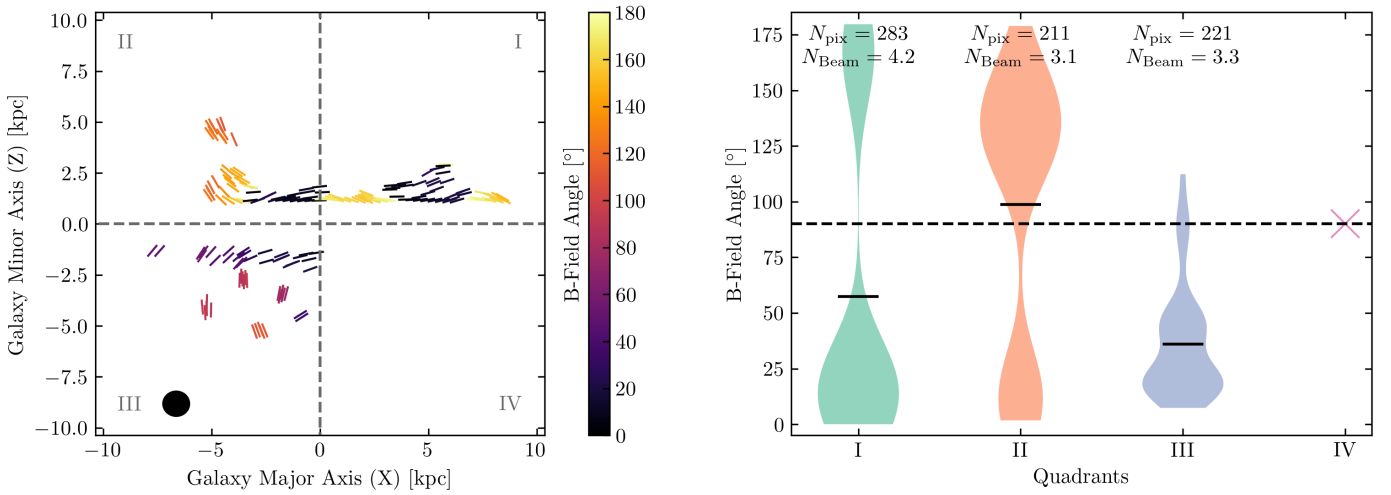 II
I
III
IV
10.0
7.5
5.0
2.5
0.0
−2.5
−5.0
−7.5
−10.0
Galaxy Minor Axis (Z) [kpc]
−10
−5
0
5
10
Galaxy Major Axis (X) [kpc]
180
160
140
120
100
80
60
40
20
0
B-Field Angle [°]
175
150
125
100
75
50
25
0
B-Field Angle [°]
N_pix = 283
N_Beam = 4.2
N_pix = 211
N_Beam = 3.1
N_pix = 221
N_Beam = 3.3
I
II
III
IV
Quadrants